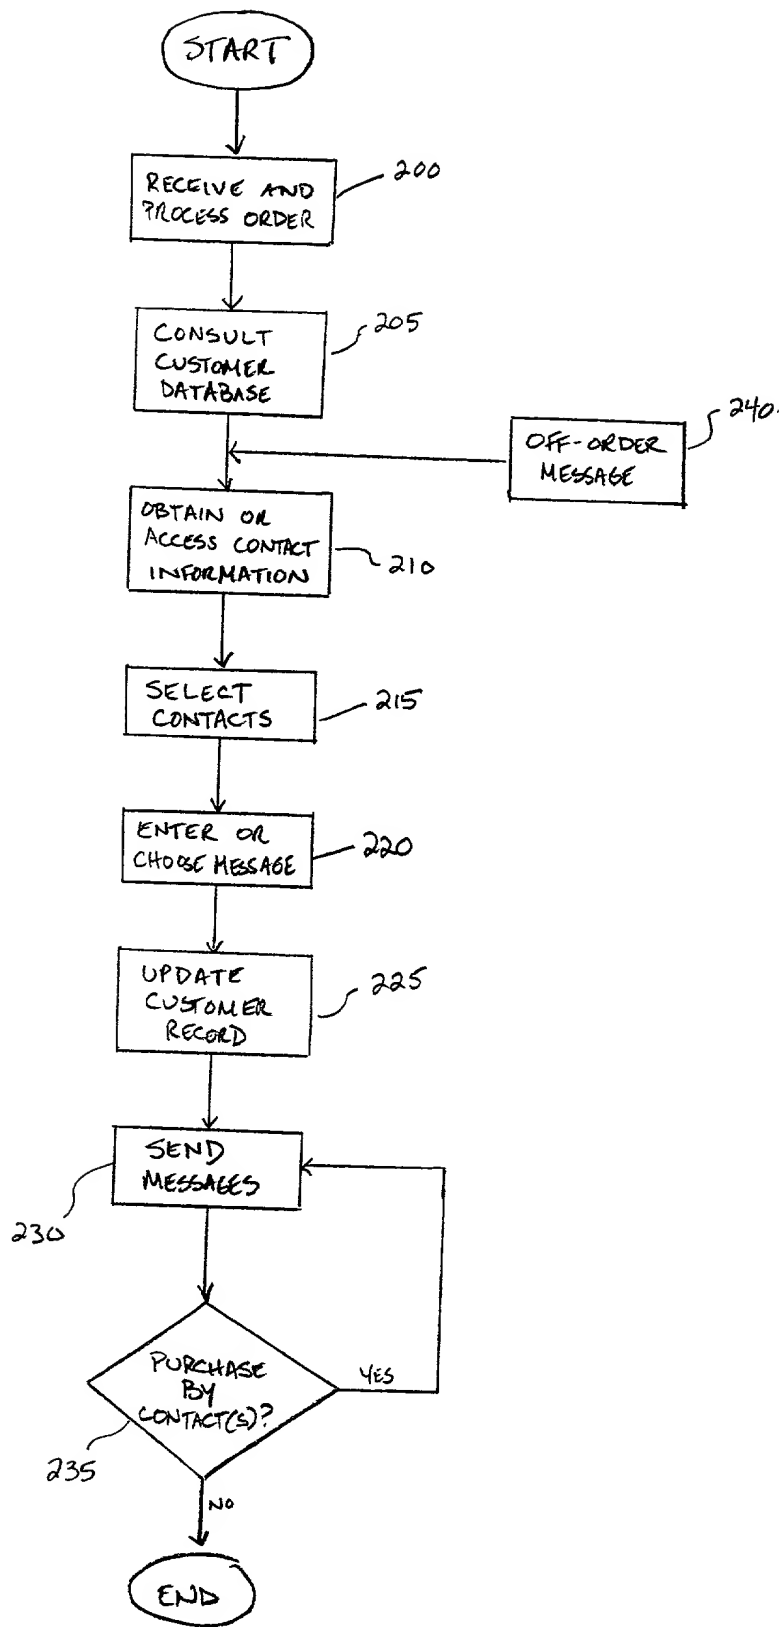 START
RECEIVE AND
PROCESS ORDER
200
CONSULT
CUSTOMER
DATABASE
205
OFF-ORDER
MESSAGE
240
OBTAIN OR
ACCESS CONTACT
INFORMATION
210
SELECT
CONTACTS
215
ENTER OR
CHOOSE MESSAGE
220
UPDATE
CUSTOMER
RECORD
225
SEND
MESSAGES
230
PURCHASE
BY
CONTACT(S)?
YES
235
NO
END